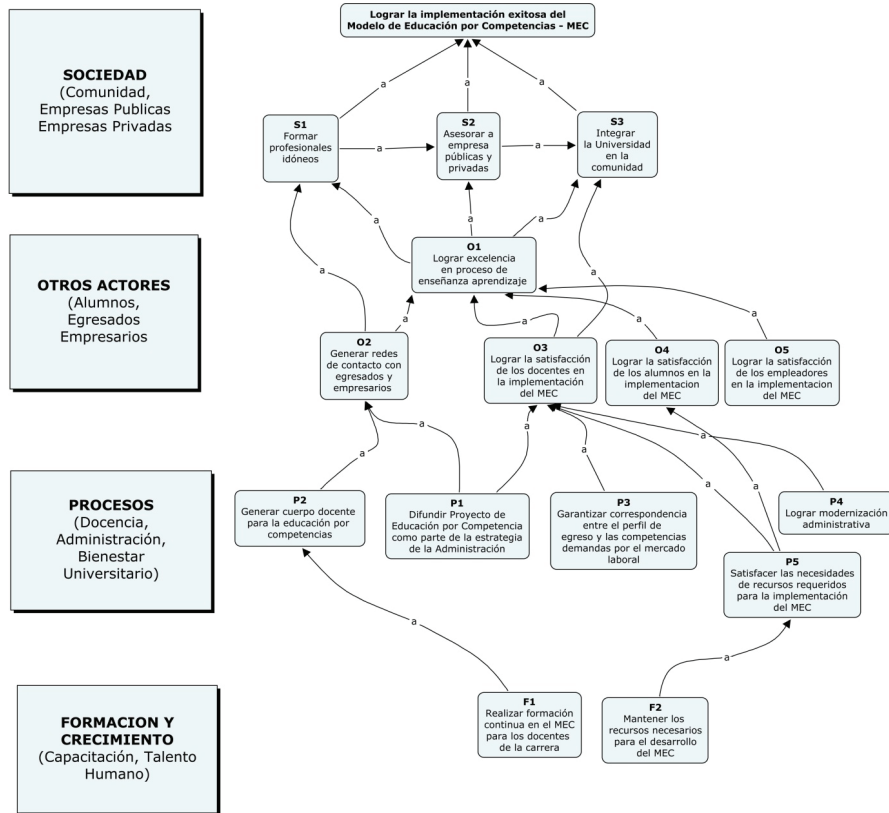 Lograr la implementación exitosa del
Modelo de Educación por Competencias - MEC
SOCIEDAD
(Comunidad,
Empresas Publicas
Empresas Privadas
a
a
a
S1
Formar
profesionales
idóneos
a
S2
Asesorar a
empresa
públicas y
privadas
a
S3
Integrar
la Universidad
en la
comunidad
a
a
a
a
a
OTROS ACTORES
(Alumnos,
Egresados
Empresarios
O1
Lograr excelencia
en proceso de
enseñanza aprendizaje
a
a
a
a
O2
Generar redes
de contacto con
egresados y
empresarios
O3
Lograr la satisfacción
de los docentes en
la implementación
del MEC
O4
Lograr la satisfacción
de los alumnos en la
implementacion
del MEC
O5
Lograr la satisfacción
de los empleadores
en la implementacion
del MEC
a
a
a
a
a
a
a
PROCESOS
(Docencia,
Administración,
Bienestar
Universitario)
P2
Generar cuerpo docente
para la educación por
competencias
P1
Difundir Proyecto de
Educación por Competencia
como parte de la estrategia
de la Administración
P3
Garantizar correspondencia
entre el perfil de
egreso y las competencias
demandas por el mercado
laboral
P4
Lograr modernización
administrativa
P5
Satisfacer las necesidades
de recursos requeridos
para la implementación
del MEC
a
a
FORMACION Y
CRECIMIENTO
(Capacitación, Talento
Humano)
F1
Realizar formación
continua en el MEC
para los docentes
de la carrera
F2
Mantener los
recursos necesarios
para el desarrollo
del MEC